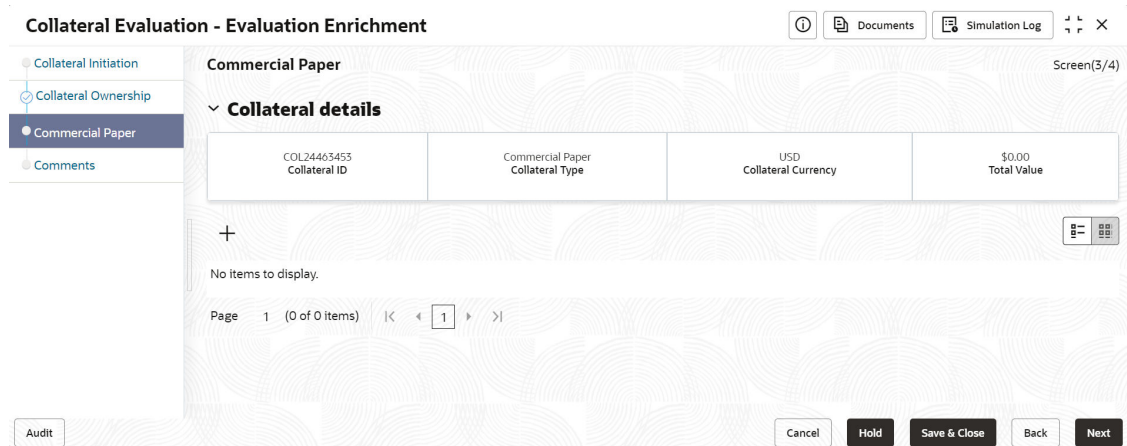 Collateral Evaluation - Evaluation Enrichment
Documents
Simulation Log
Collateral Initiation
Collateral Ownership
Commercial Paper
Comments
Commercial Paper
Screen(3/4)
Collateral details
COL24463453
Collateral ID
Commercial Paper
Collateral Type
USD
Collateral Currency
$0.00
Total Value
No items to display.
Page 1 (0 of 0 items) 1
Audit
Cancel
Hold
Save & Close
Back
Next